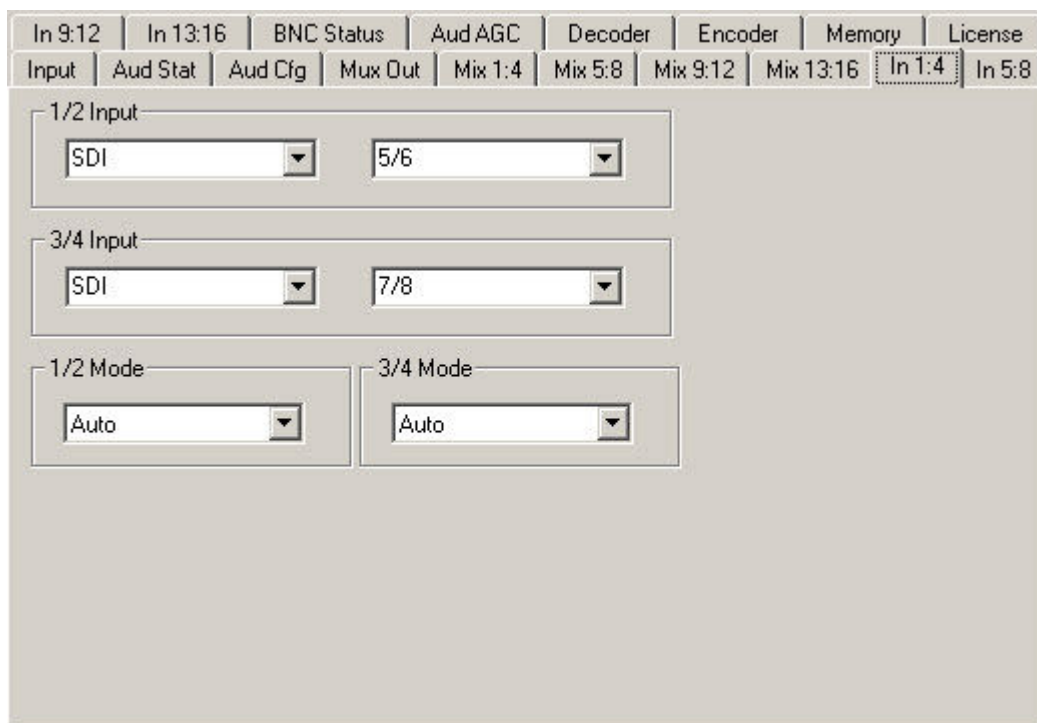 In 9:12 In 13:16 BNC Status Aud AGC Decoder Encoder Memory License
Input Aud Stat Aud Cfg Mux Out Mix 1:4 Mix 5:8 Mix 9:12 Mix 13:16 In 1:4 In 5:8
1/2 Input
SDI 5/6
3/4 Input
SDI 7/8
1/2 Mode 3/4 Mode
Auto Auto